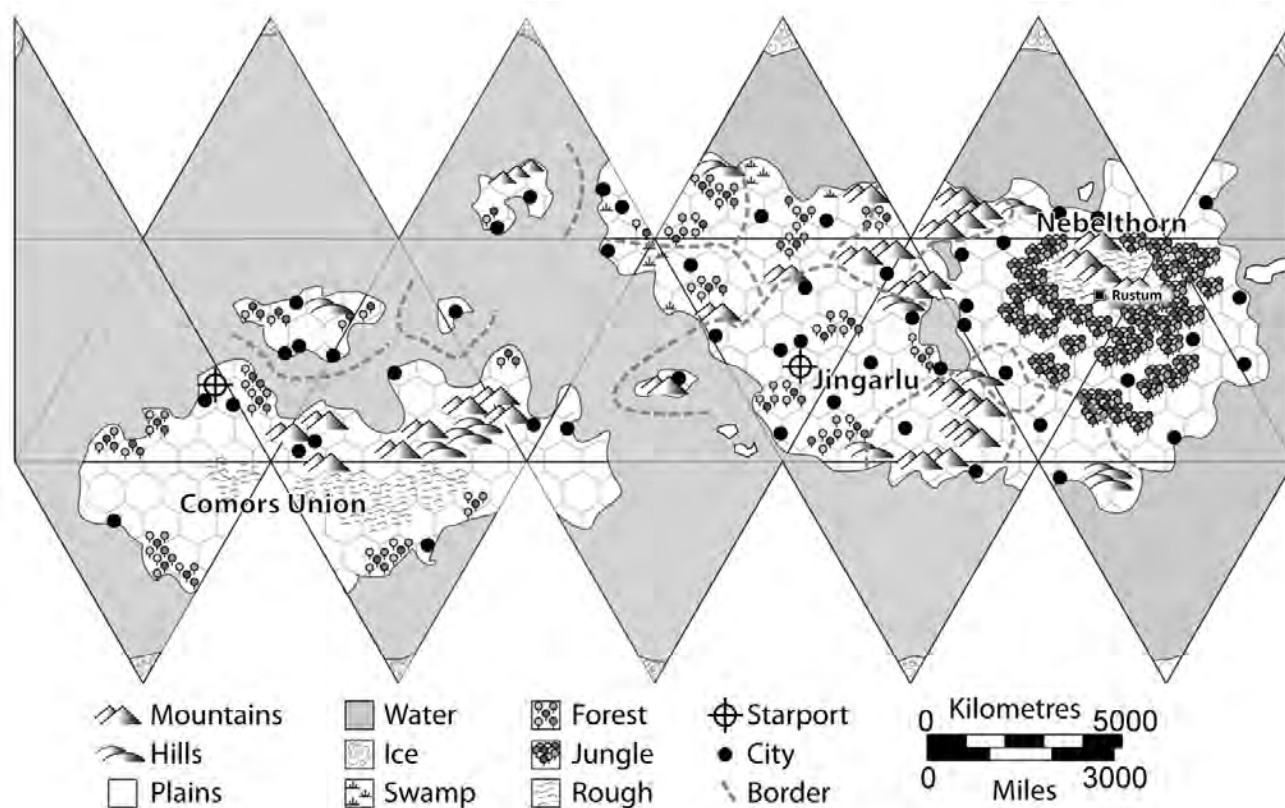 Nebelthorn
Rustum
Jingarlu
Comors Union
Mountains
Water
Forest
Starport
Hills
Ice
Jungle
City
Plains
Swamp
Rough
Border
Kilometres
0 5000
0 3000
Miles